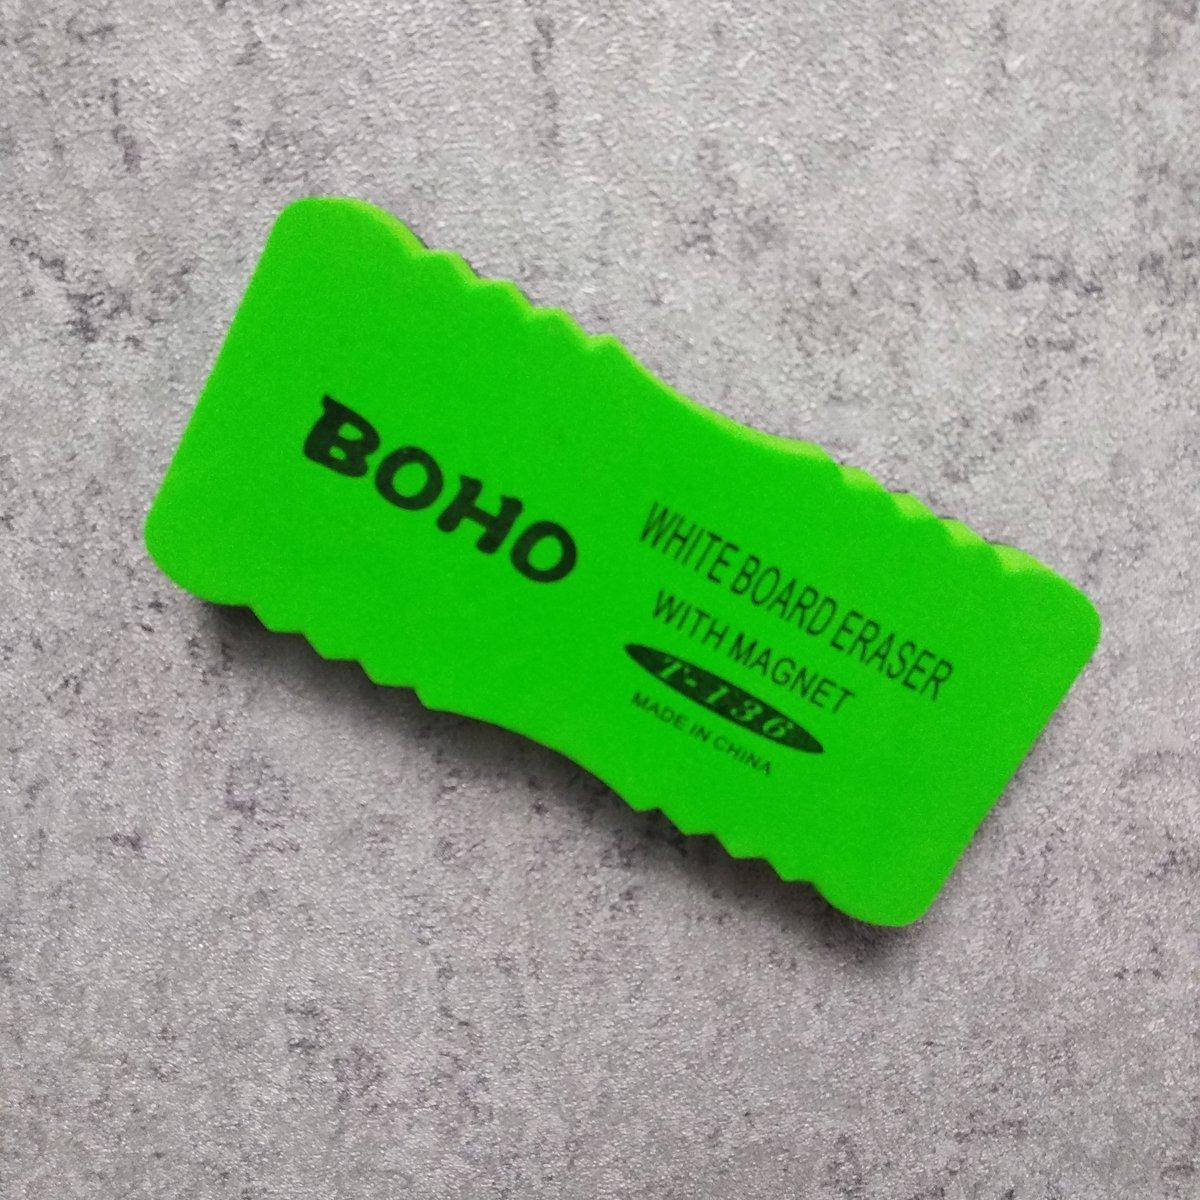 BOHO
WHITE BOARD ERASER
WITH MAGNET
T-136
MADE IN CHINA